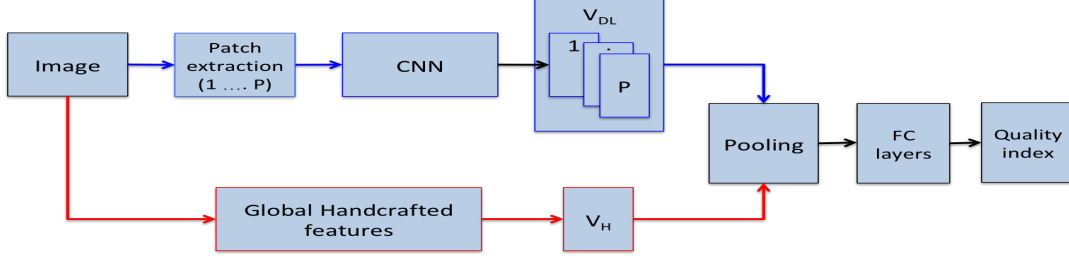 Image
Patch
extraction
(1 .... P)
CNN
V_DL
1
.
P
Pooling
FC
layers
Quality
index
Global Handcrafted
features
V_H